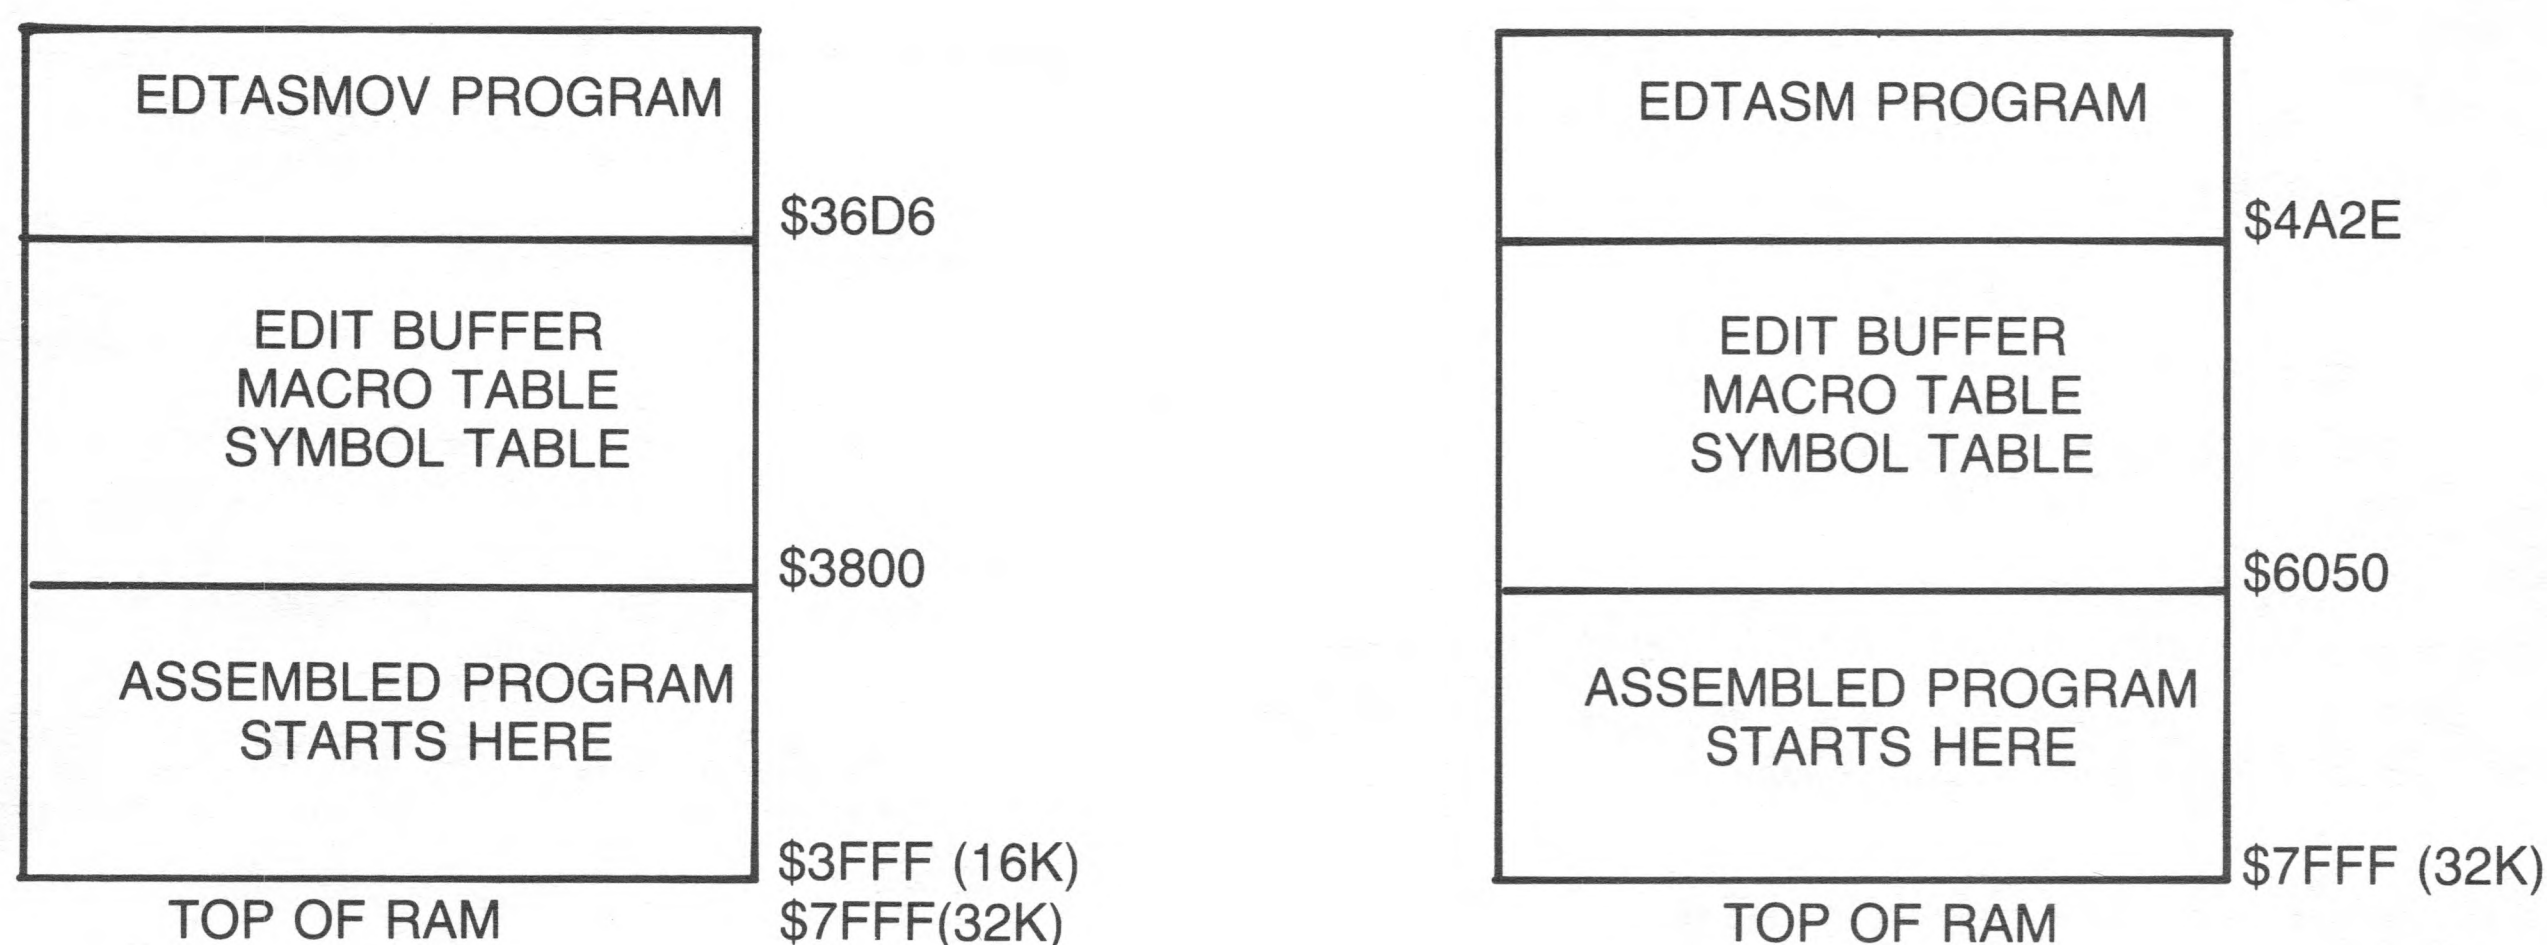 EDTASMOV PROGRAM
$36D6
EDIT BUFFER
MACRO TABLE
SYMBOL TABLE
$3800
ASSEMBLED PROGRAM
STARTS HERE
$3FFF (16K)
TOP OF RAM
$7FFF(32K)
EDTASM PROGRAM
$4A2E
EDIT BUFFER
MACRO TABLE
SYMBOL TABLE
$6050
ASSEMBLED PROGRAM
STARTS HERE
$7FFF (32K)
TOP OF RAM